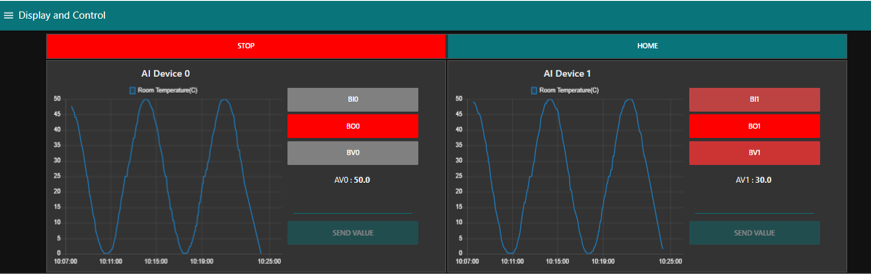 Display and Control
STOP
HOME
AI Device 0
Room Temperature(C)
50
45
40
35
30
25
20
15
10
5
0
10:07:00 10:11:00 10:15:00 10:19:00 10:25:00
BI0
BO0
BV0
AV0 : 50.0
SEND VALUE
AI Device 1
Room Temperature(C)
50
45
40
35
30
25
20
15
10
5
0
10:07:00 10:11:00 10:15:00 10:19:00 10:25:00
BI1
BO1
BV1
AV1 : 30.0
SEND VALUE